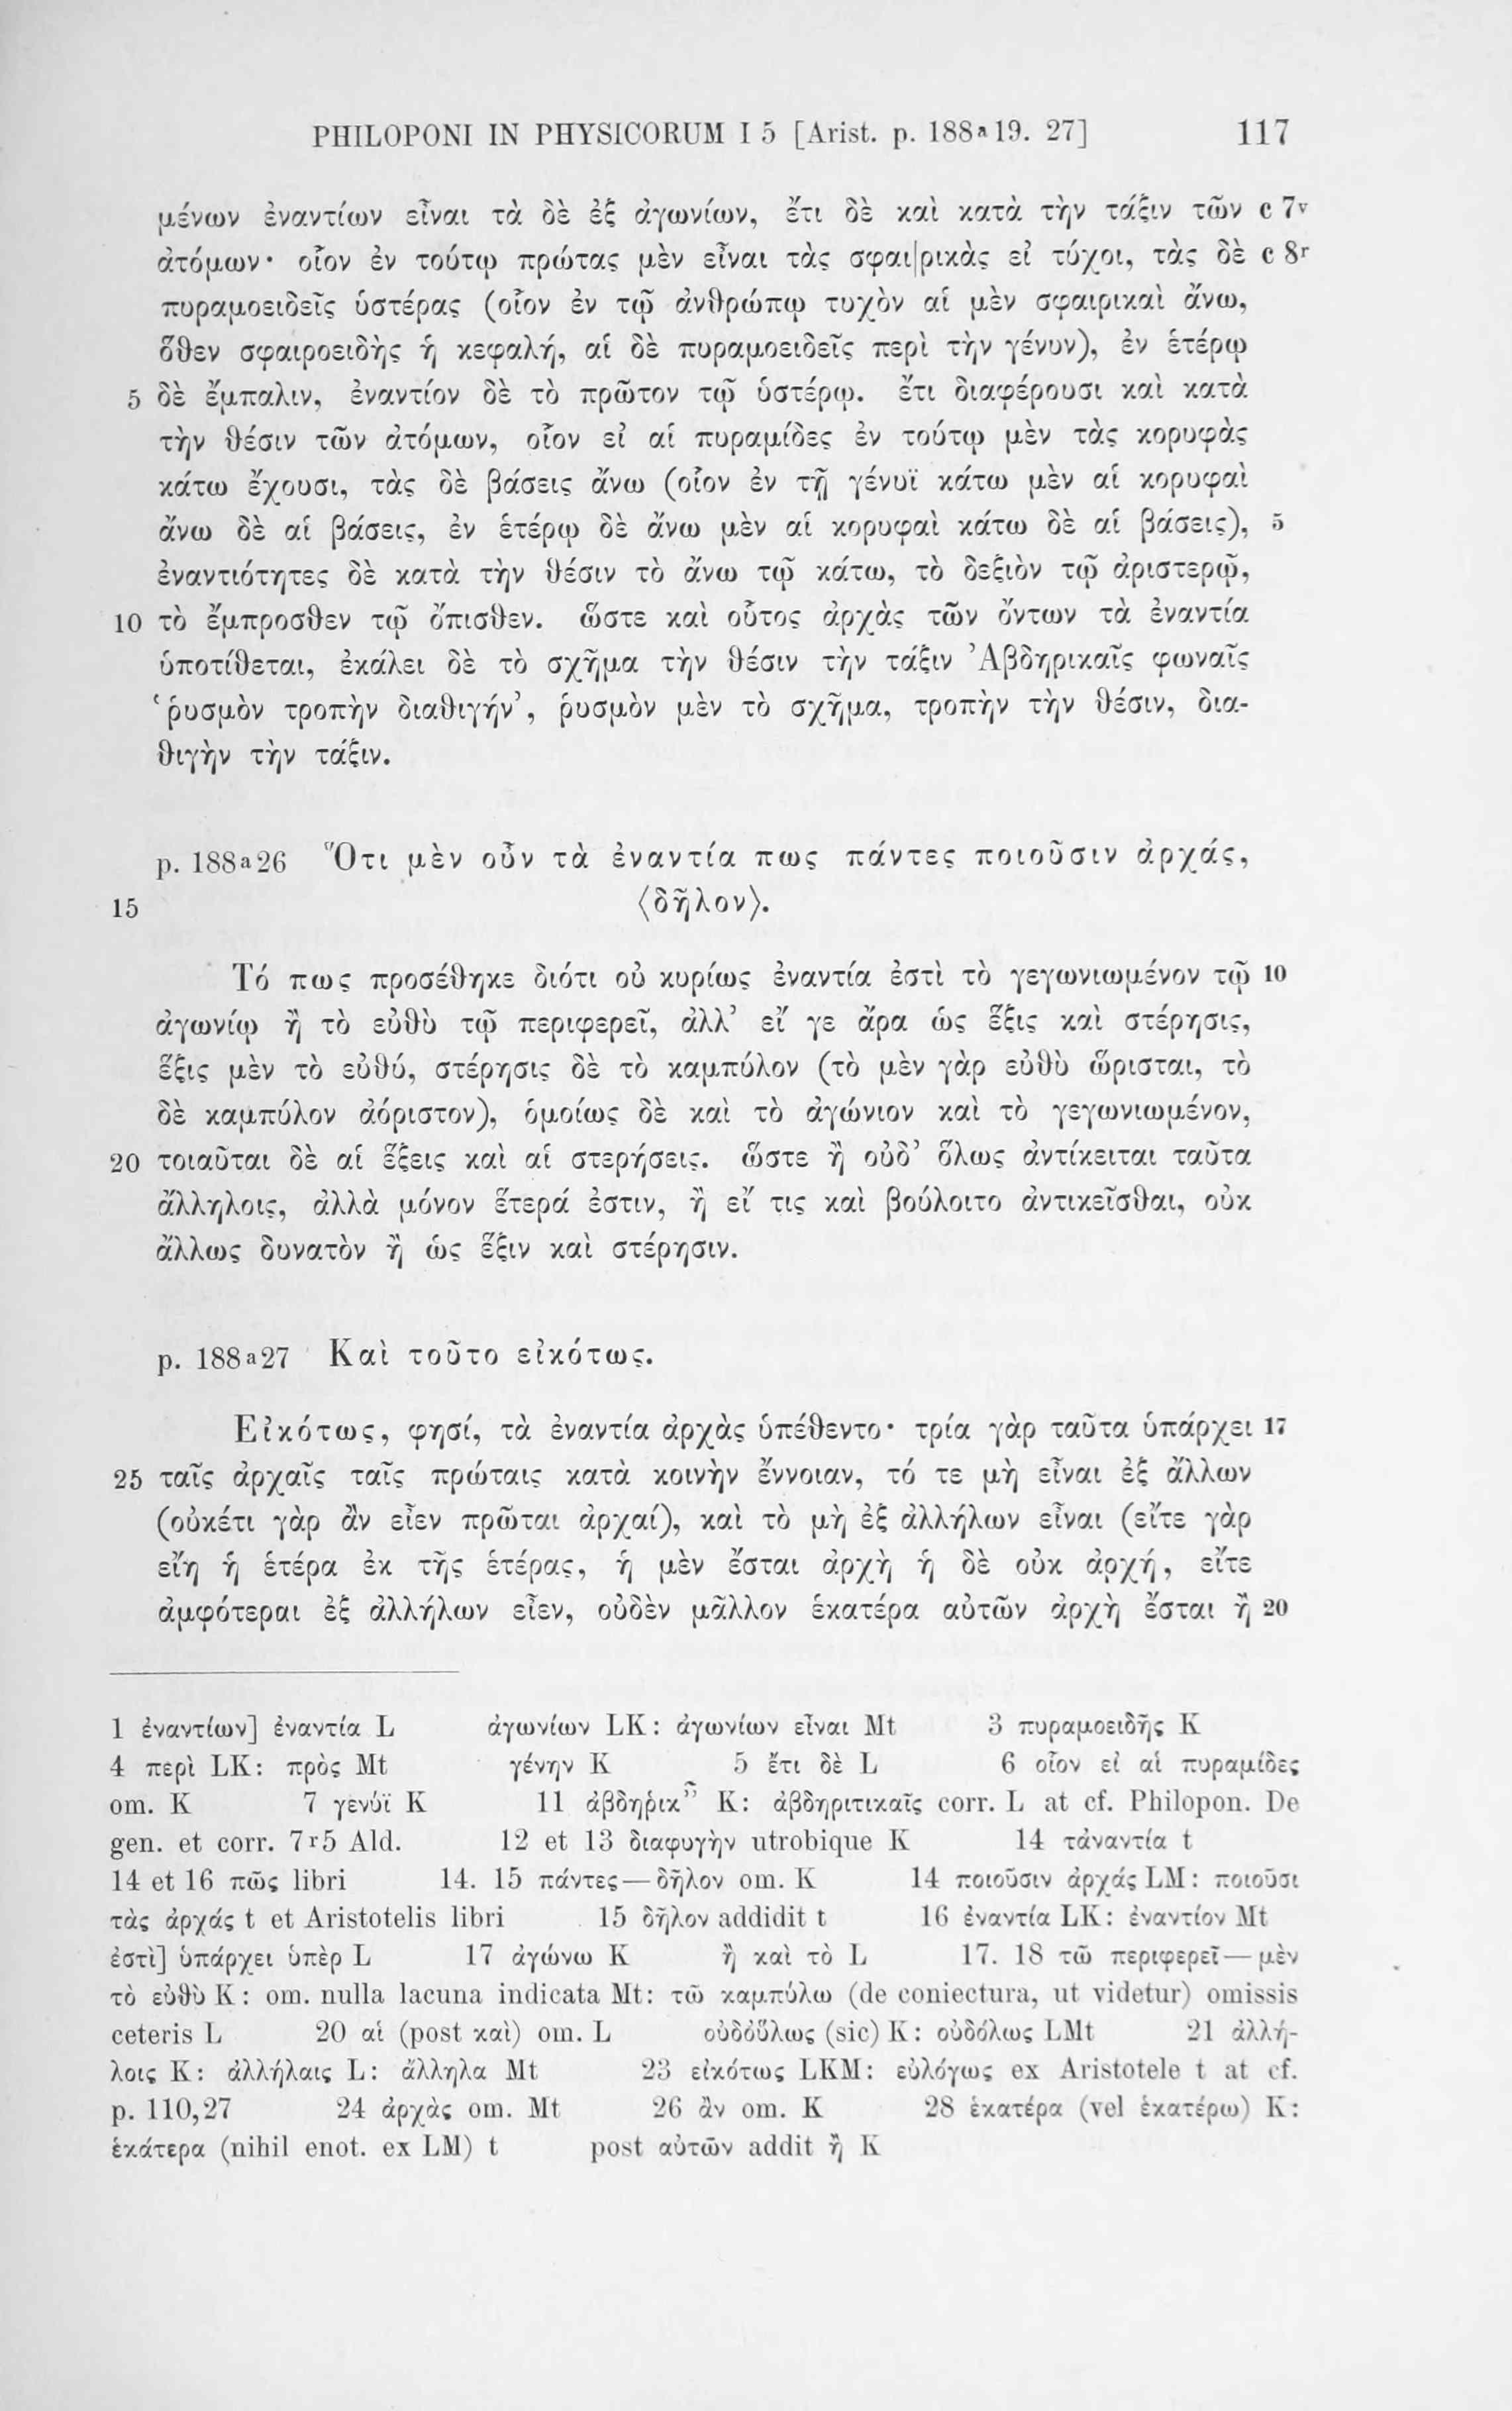 PHILOPONI IN PHYSICORUM I 5 [Arist. p. 188a19. 27] 117
μένων ἐναντίων εἶναι τὰ δὲ ἐξ ἀγωνίων, ἔτι δὲ καὶ κατὰ τὴν τάξιν τῶν c 7v
ἀτόμων· οἷον ἐν τούτῳ πρώτας μὲν εἶναι τὰς σφαι|ρικὰς εἰ τύχοι, τὰς δὲ c 8r
πυραμοειδεῖς ὑστέρας (οἷον ἐν τῷ ἀνθρώπῳ τυχὸν αἱ μὲν σφαιρικαὶ ἄνω,
ὅθεν σφαιροειδὴς ἡ κεφαλή, αἱ δὲ πυραμοειδεῖς περὶ τὴν γένυν), ἐν ἑτέρῳ
5 δὲ ἔμπαλιν, ἐναντίον δὲ τὸ πρῶτον τῷ ὑστέρῳ. ἔτι διαφέρουσι καὶ κατὰ
τὴν θέσιν τῶν ἀτόμων, οἷον εἰ αἱ πυραμίδες ἐν τούτῳ μὲν τὰς κορυφὰς
κάτω ἔχουσι, τὰς δὲ βάσεις ἄνω (οἷον ἐν τῇ γένυϊ κάτω μὲν αἱ κορυφαὶ
ἄνω δὲ αἱ βάσεις, ἐν ἑτέρῳ δὲ ἄνω μὲν αἱ κορυφαὶ κάτω δὲ αἱ βάσεις), 5
ἐναντιότητες δὲ κατὰ τὴν θέσιν τὸ ἄνω τῷ κάτω, τὸ δεξιὸν τῷ ἀριστερῷ,
10 τὸ ἔμπροσθεν τῷ ὄπισθεν. ὥστε καὶ οὗτος ἀρχὰς τῶν ὄντων τὰ ἐναντία
ὑποτίθεται, ἐκάλει δὲ τὸ σχῆμα τὴν θέσιν τὴν τάξιν Ἀβδηρικαῖς φωναῖς
‘ῥυσμὸν τροπὴν διαθιγήν’, ῥυσμὸν μὲν τὸ σχῆμα, τροπὴν τὴν θέσιν, δια-
θιγὴν τὴν τάξιν.
p. 188a26 Ὅτι μὲν οὖν τὰ ἐναντία πως πάντες ποιοῦσιν ἀρχάς,
15 ⟨δῆλον⟩.
Τό πως προσέθηκε διότι οὐ κυρίως ἐναντία ἐστὶ τὸ γεγωνιωμένον τῷ 10
ἀγωνίῳ ἢ τὸ εὐθὺ τῷ περιφερεῖ, ἀλλ’ εἴ γε ἄρα ὡς ἕξις καὶ στέρησις,
ἕξις μὲν τὸ εὐθύ, στέρησις δὲ τὸ καμπύλον (τὸ μὲν γὰρ εὐθὺ ὥρισται, τὸ
δὲ καμπύλον ἀόριστον), ὁμοίως δὲ καὶ τὸ ἀγώνιον καὶ τὸ γεγωνιωμένον,
20 τοιαῦται δὲ αἱ ἕξεις καὶ αἱ στερήσεις. ὥστε ἢ οὐδ’ ὅλως ἀντίκειται ταῦτα
ἄλληλοις, ἀλλὰ μόνον ἕτερά ἐστιν, ἢ εἴ τις καὶ βούλοιτο ἀντικεῖσθαι, οὐκ
ἄλλως δυνατὸν ἢ ὡς ἕξιν καὶ στέρησιν.
p. 188a27 Καὶ τοῦτο εἰκότως.
Εἰκότως, φησί, τὰ ἐναντία ἀρχὰς ὑπέθεντο· τρία γὰρ ταῦτα ὑπάρχει 17
25 ταῖς ἀρχαῖς ταῖς πρώταις κατὰ κοινὴν ἔννοιαν, τό τε μὴ εἶναι ἐξ ἄλλων
(οὐκέτι γὰρ ἂν εἶεν πρῶται ἀρχαί), καὶ τὸ μὴ ἐξ ἀλλήλων εἶναι (εἴτε γὰρ
εἴη ἡ ἑτέρα ἐκ τῆς ἑτέρας, ἡ μὲν ἔσται ἀρχὴ ἡ δὲ οὐκ ἀρχή, εἴτε
ἀμφότεραι ἐξ ἀλλήλων εἶεν, οὐδὲν μᾶλλον ἑκατέρα αὐτῶν ἀρχὴ ἔσται ἢ 20
1 ἐναντίων] ἐναντία L ἀγωνίων LK: ἀγωνίων εἶναι Mt 3 πυραμοειδῆς K
4 περὶ LK: πρὸς Mt γένην K 5 ἔτι δὲ L 6 οἷον εἰ αἱ πυραμίδες
om. K 7 γενύϊ K 11 ἀβδηῤικ K: ἀβδηριτικαῖς corr. L at cf. Philopon. De
gen. et corr. 7r5 Ald. 12 et 13 διαφυγὴν utrobique K 14 τἀναντία t
14 et 16 πῶς libri 14. 15 πάντες—δῆλον om. K 14 ποιοῦσιν ἀρχάς LM: ποιοῦσι
τὰς ἀρχάς t et Aristotelis libri 15 δῆλον addidit t 16 ἐναντία LK: ἐναντίον Mt
ἐστὶ] ὑπάρχει ὑπὲρ L 17 ἀγώνω K ἢ καὶ τὸ L 17. 18 τῶ περιφερεῖ—μὲν
τὸ εὐθὺ K: om. nulla lacuna indicata Mt: τῶ καμπύλω (de coniectura, ut videtur) omissis
ceteris L 20 αἱ (post καὶ) om. L οὐδὅὕλως (sic) K: οὐδόλως LMt 21 ἀλλή-
λοις K: ἀλλήλαις L: ἄλληλα Mt 23 εἰκότως LKM: εὐλόγως ex Aristotele t at cf.
p. 110,27 24 ἀρχὰς om. Mt 26 ἂν om. K 28 ἑκατέρα (vel ἑκατέρω) K:
ἑκάτερα (nihil enot. ex LM) t post αὐτῶν addit ἢ K